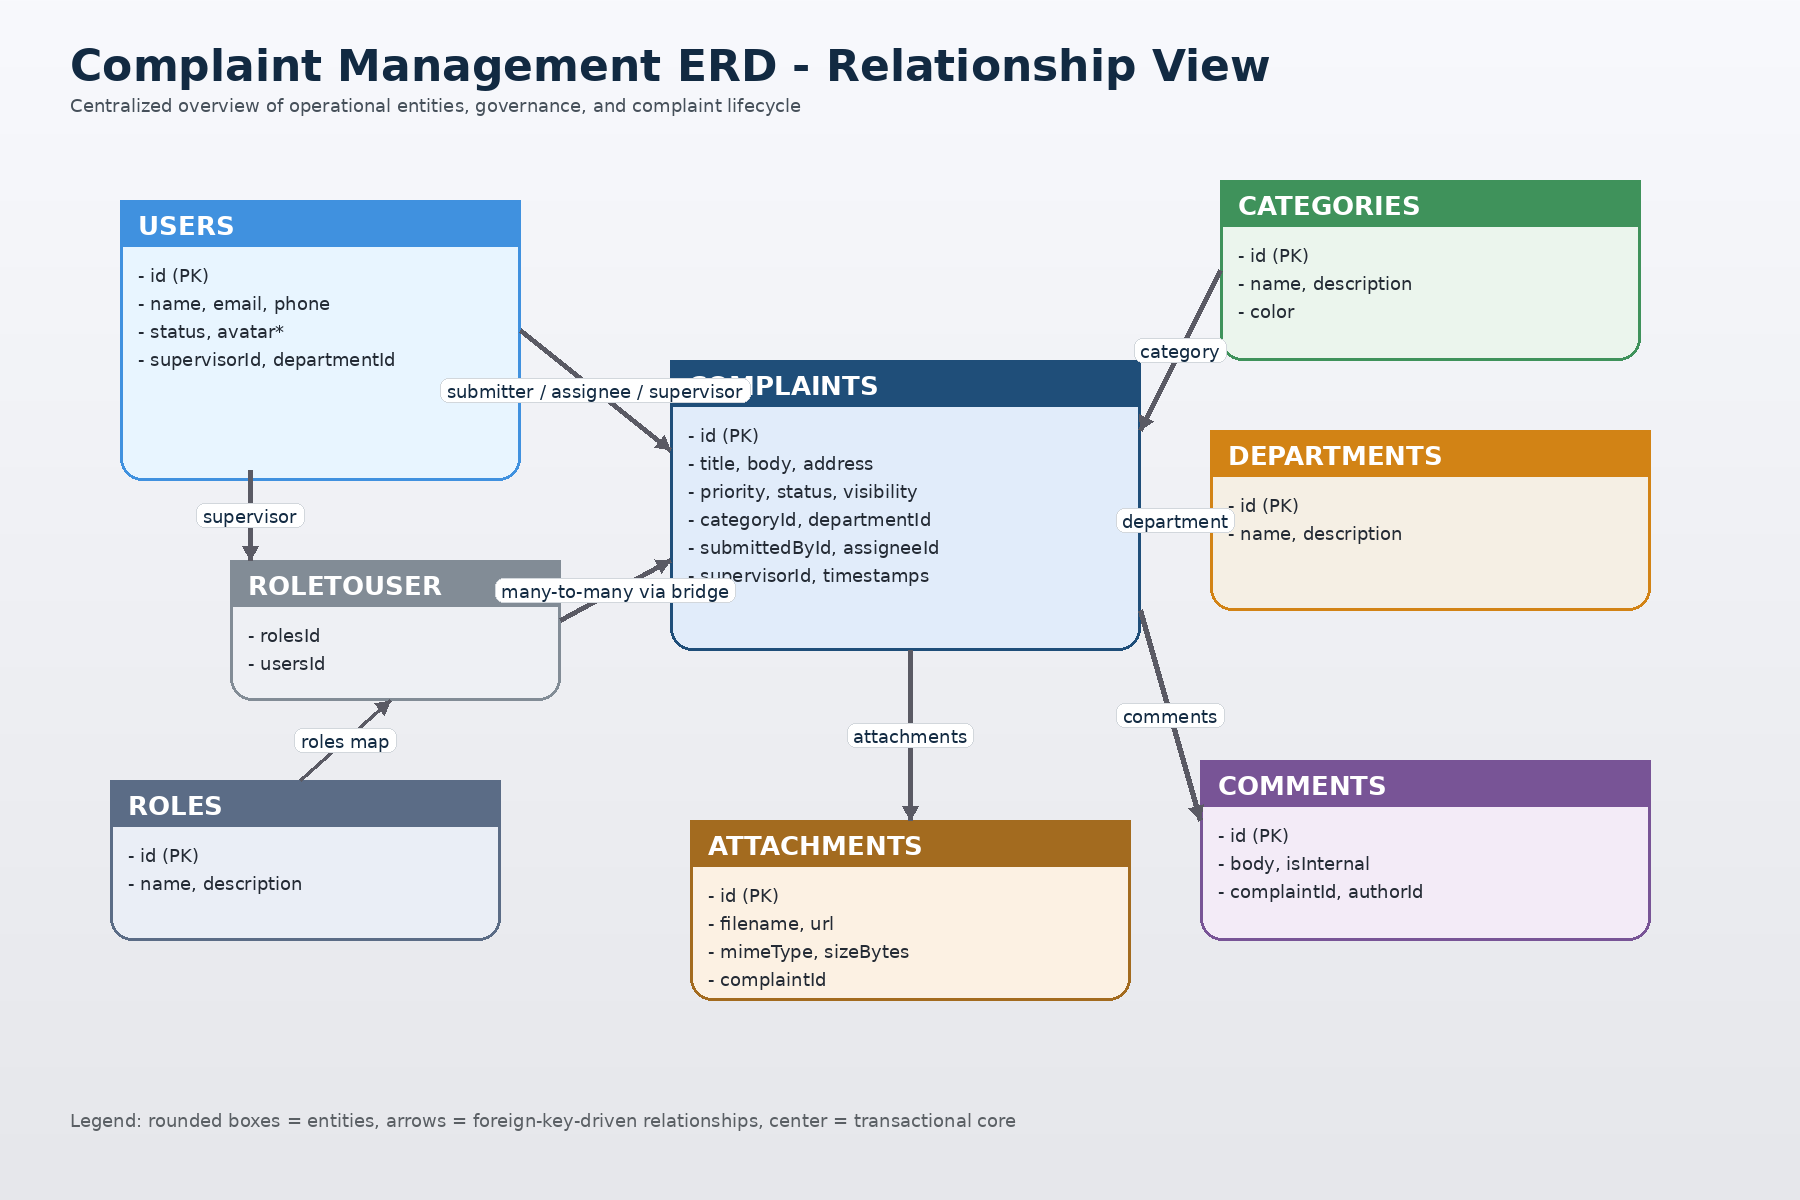 Complaint Management ERD - Relationship View
Centralized overview of operational entities, governance, and complaint lifecycle
USERS
- id (PK)
- name, email, phone
- status, avatar*
- supervisorId, departmentId
submitter / assignee / supervisor
supervisor
ROLETOUSER
- rolesId
- usersId
many-to-many via bridge
roles map
ROLES
- id (PK)
- name, description
COMPLAINTS
- id (PK)
- title, body, address
- priority, status, visibility
- categoryId, departmentId
- submittedById, assigneeId
- supervisorId, timestamps
category
CATEGORIES
- id (PK)
- name, description
- color
department
DEPARTMENTS
- id (PK)
- name, description
attachments
ATTACHMENTS
- id (PK)
- filename, url
- mimeType, sizeBytes
- complaintId
comments
COMMENTS
- id (PK)
- body, isInternal
- complaintId, authorId
Legend: rounded boxes = entities, arrows = foreign-key-driven relationships, center = transactional core